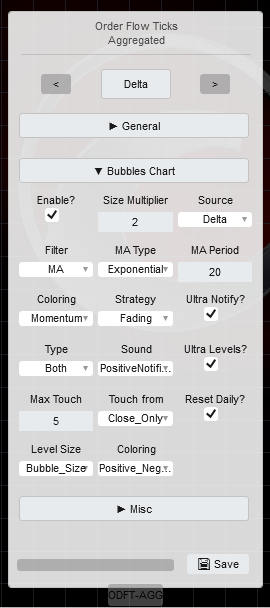 Order Flow Ticks
Aggregated
< Delta >
► General
▼ Bubbles Chart
Enable? Size Multiplier Source
2 Delta
Filter MA Type MA Period
MA Exponential 20
Coloring Strategy Ultra Notify?
Momentum Fading
Type Sound Ultra Levels?
Both PositiveNotifi...
Max Touch Touch from Reset Daily?
5 Close_Only
Level Size Coloring
Bubble_Size Positive_Neg...
► Misc
Save
ODFT-AGG